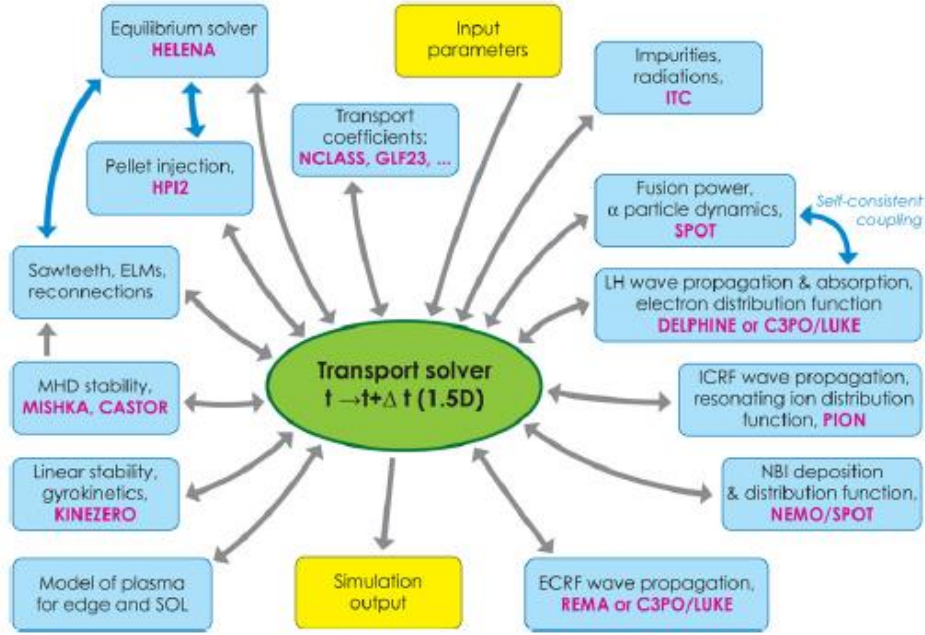 Equilibrium solver
HELENA
Input
parameters
Impurities,
radiations,
ITC
Transport
coefficients:
NCLASS, GLF23, ...
Pellet injection,
HPI2
Fusion power,
α particle dynamics,
SPOT
Self-consistent
coupling
Sawteeth, ELMs,
reconnections
LH wave propagation & absorption,
electron distribution function
DELPHINE or C3PO/LUKE
Transport solver
t →t+Δ t (1.5D)
MHD stability,
MISHKA, CASTOR
ICRF wave propagation,
resonating ion distribution
function, PION
Linear stability,
gyrokinetics,
KINEZERO
NBI deposition
& distribution function,
NEMO/SPOT
Model of plasma
for edge and SOL
Simulation
output
ECRF wave propagation,
REMA or C3PO/LUKE